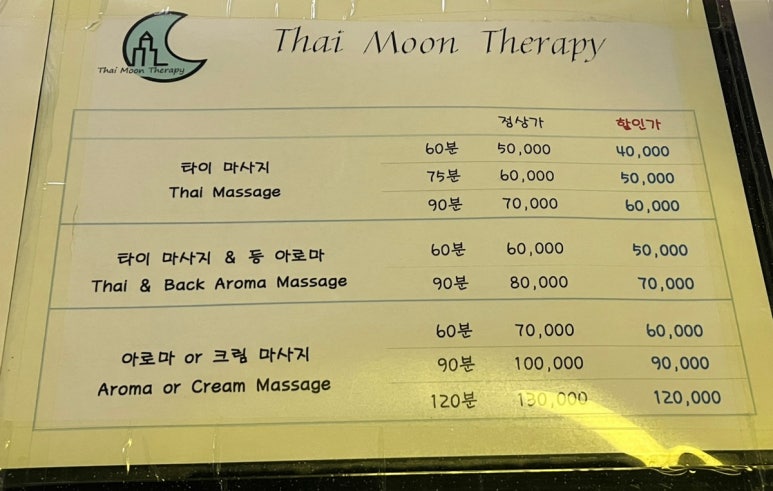 Thai Moon Therapy
Thai Moon Therapy
정상가 할인가
타이 마사지
Thai Massage
60분 50,000 40,000
75분 60,000 50,000
90분 70,000 60,000
타이 마사지 & 등 아로마
Thai & Back Aroma Massage
60분 60,000 50,000
90분 80,000 70,000
아로마 or 크림 마사지
Aroma or Cream Massage
60분 70,000 60,000
90분 100,000 90,000
120분 130,000 120,000